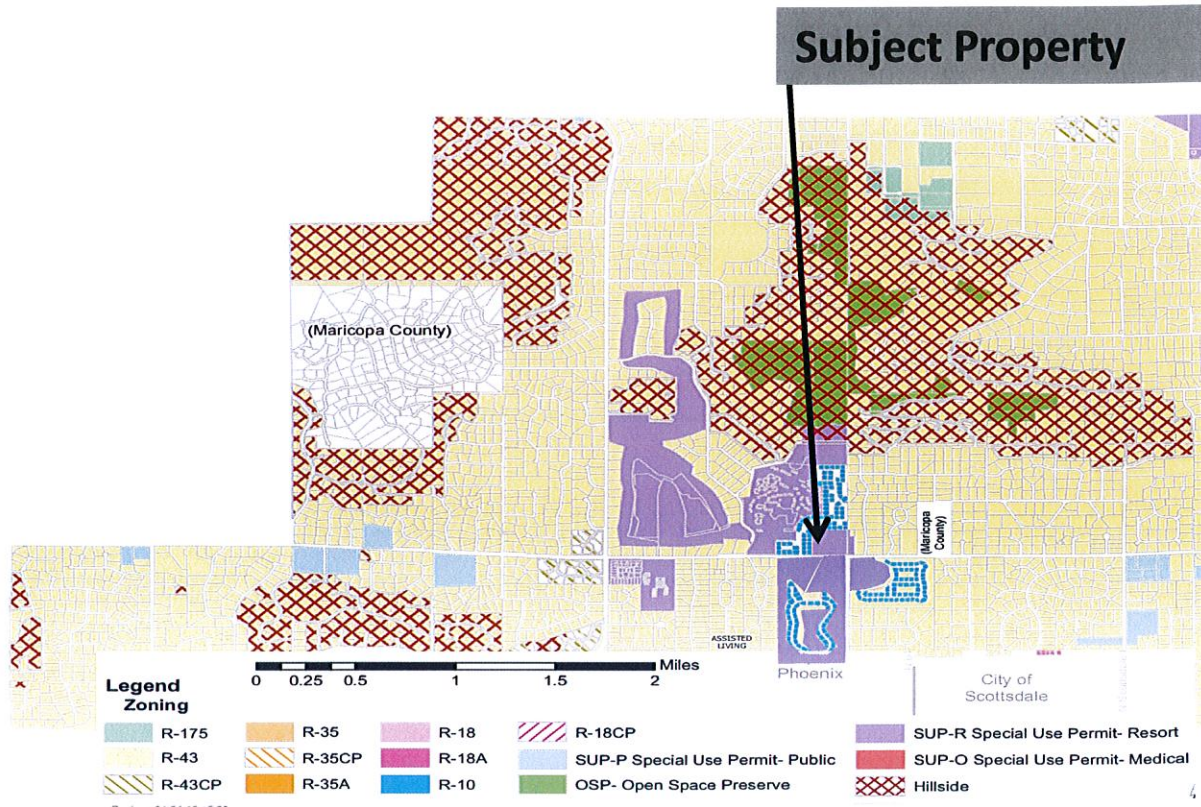 Subject Property
(Maricopa County)
(Maricopa
County)
ASSISTED
LIVING
Miles
0 0.25 0.5 1 1.5 2
Phoenix
City of
Scottsdale
Legend
Zoning
R-175
R-43
R-43CP
R-35
R-35CP
R-35A
R-18
R-18A
R-10
R-18CP
SUP-P Special Use Permit- Public
OSP- Open Space Preserve
SUP-R Special Use Permit- Resort
SUP-O Special Use Permit- Medical
Hillside